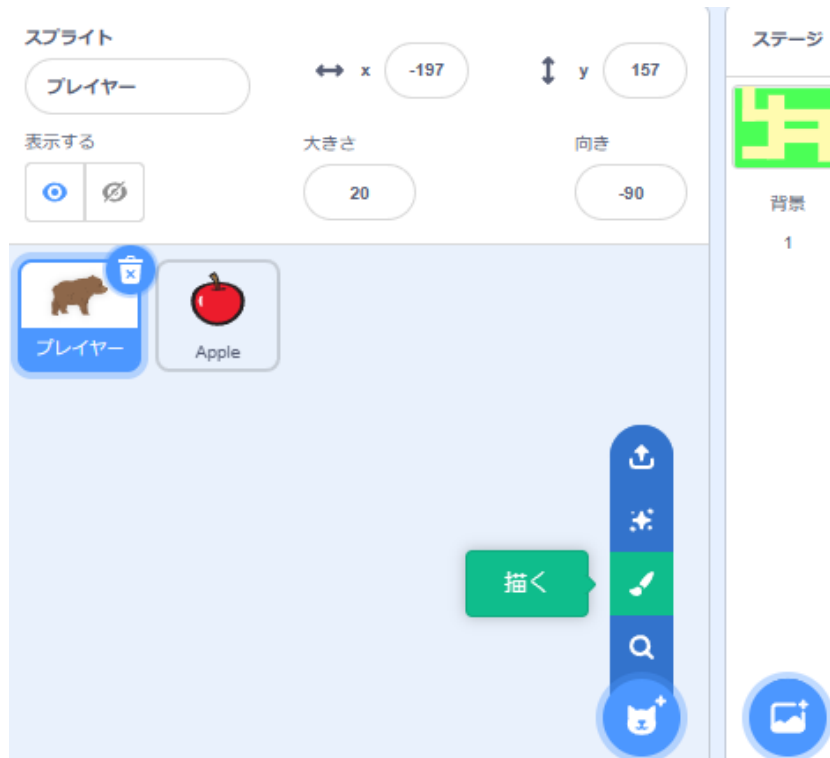 スプライト
プレイヤー
x -197
y 157
ステージ
表示する
大きさ 20
向き -90
背景
1
プレイヤー
Apple
描く